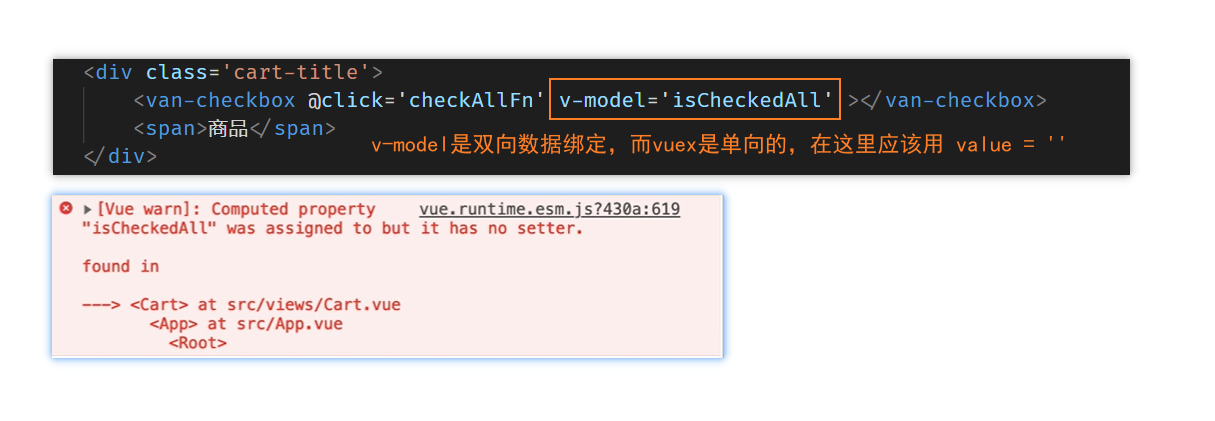 <div class='cart-title'>
<van-checkbox @click='checkAllFn' v-model='isCheckedAll' ></van-checkbox>
<span>商品</span>
</div>
v-model是双向数据绑定，而vuex是单向的，在这里应该用 value = ''
[Vue warn]: Computed property vue.runtime.esm.js?430a:619
"isCheckedAll" was assigned to but it has no setter.
found in
---> <Cart> at src/views/Cart.vue
<App> at src/App.vue
<Root>